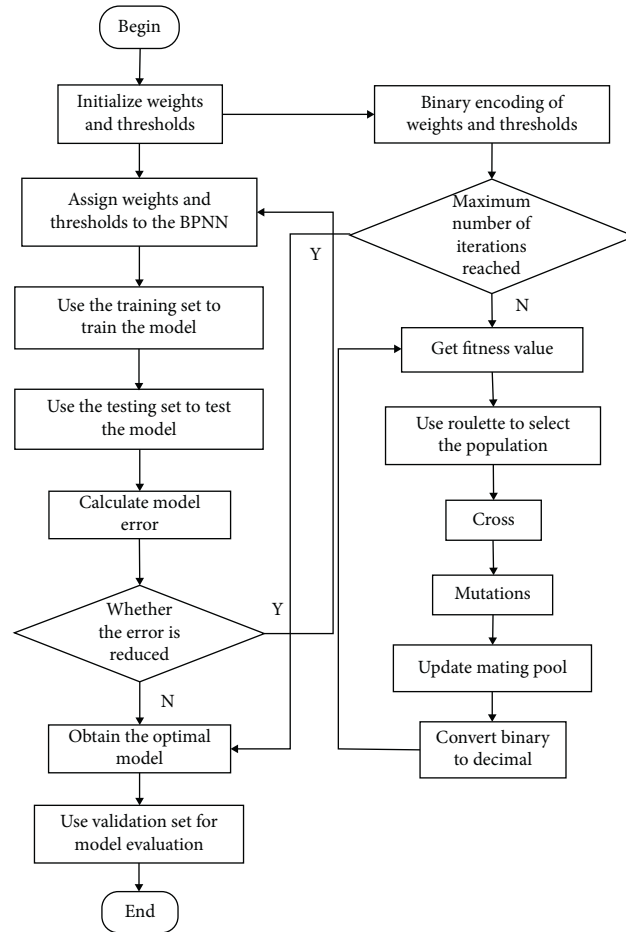 Begin
Initialize weights
and thresholds
Assign weights and
thresholds to the BPNN
Use the training set to
train the model
Use the testing set to test
the model
Calculate model
error
Whether
the error is
reduced
Y
N
Obtain the optimal
model
Use validation set for
model evaluation
End
Binary encoding of
weights and thresholds
Maximum
number of
iterations
reached
Y
N
Get fitness value
Use roulette to select
the population
Cross
Mutations
Update mating pool
Convert binary
to decimal